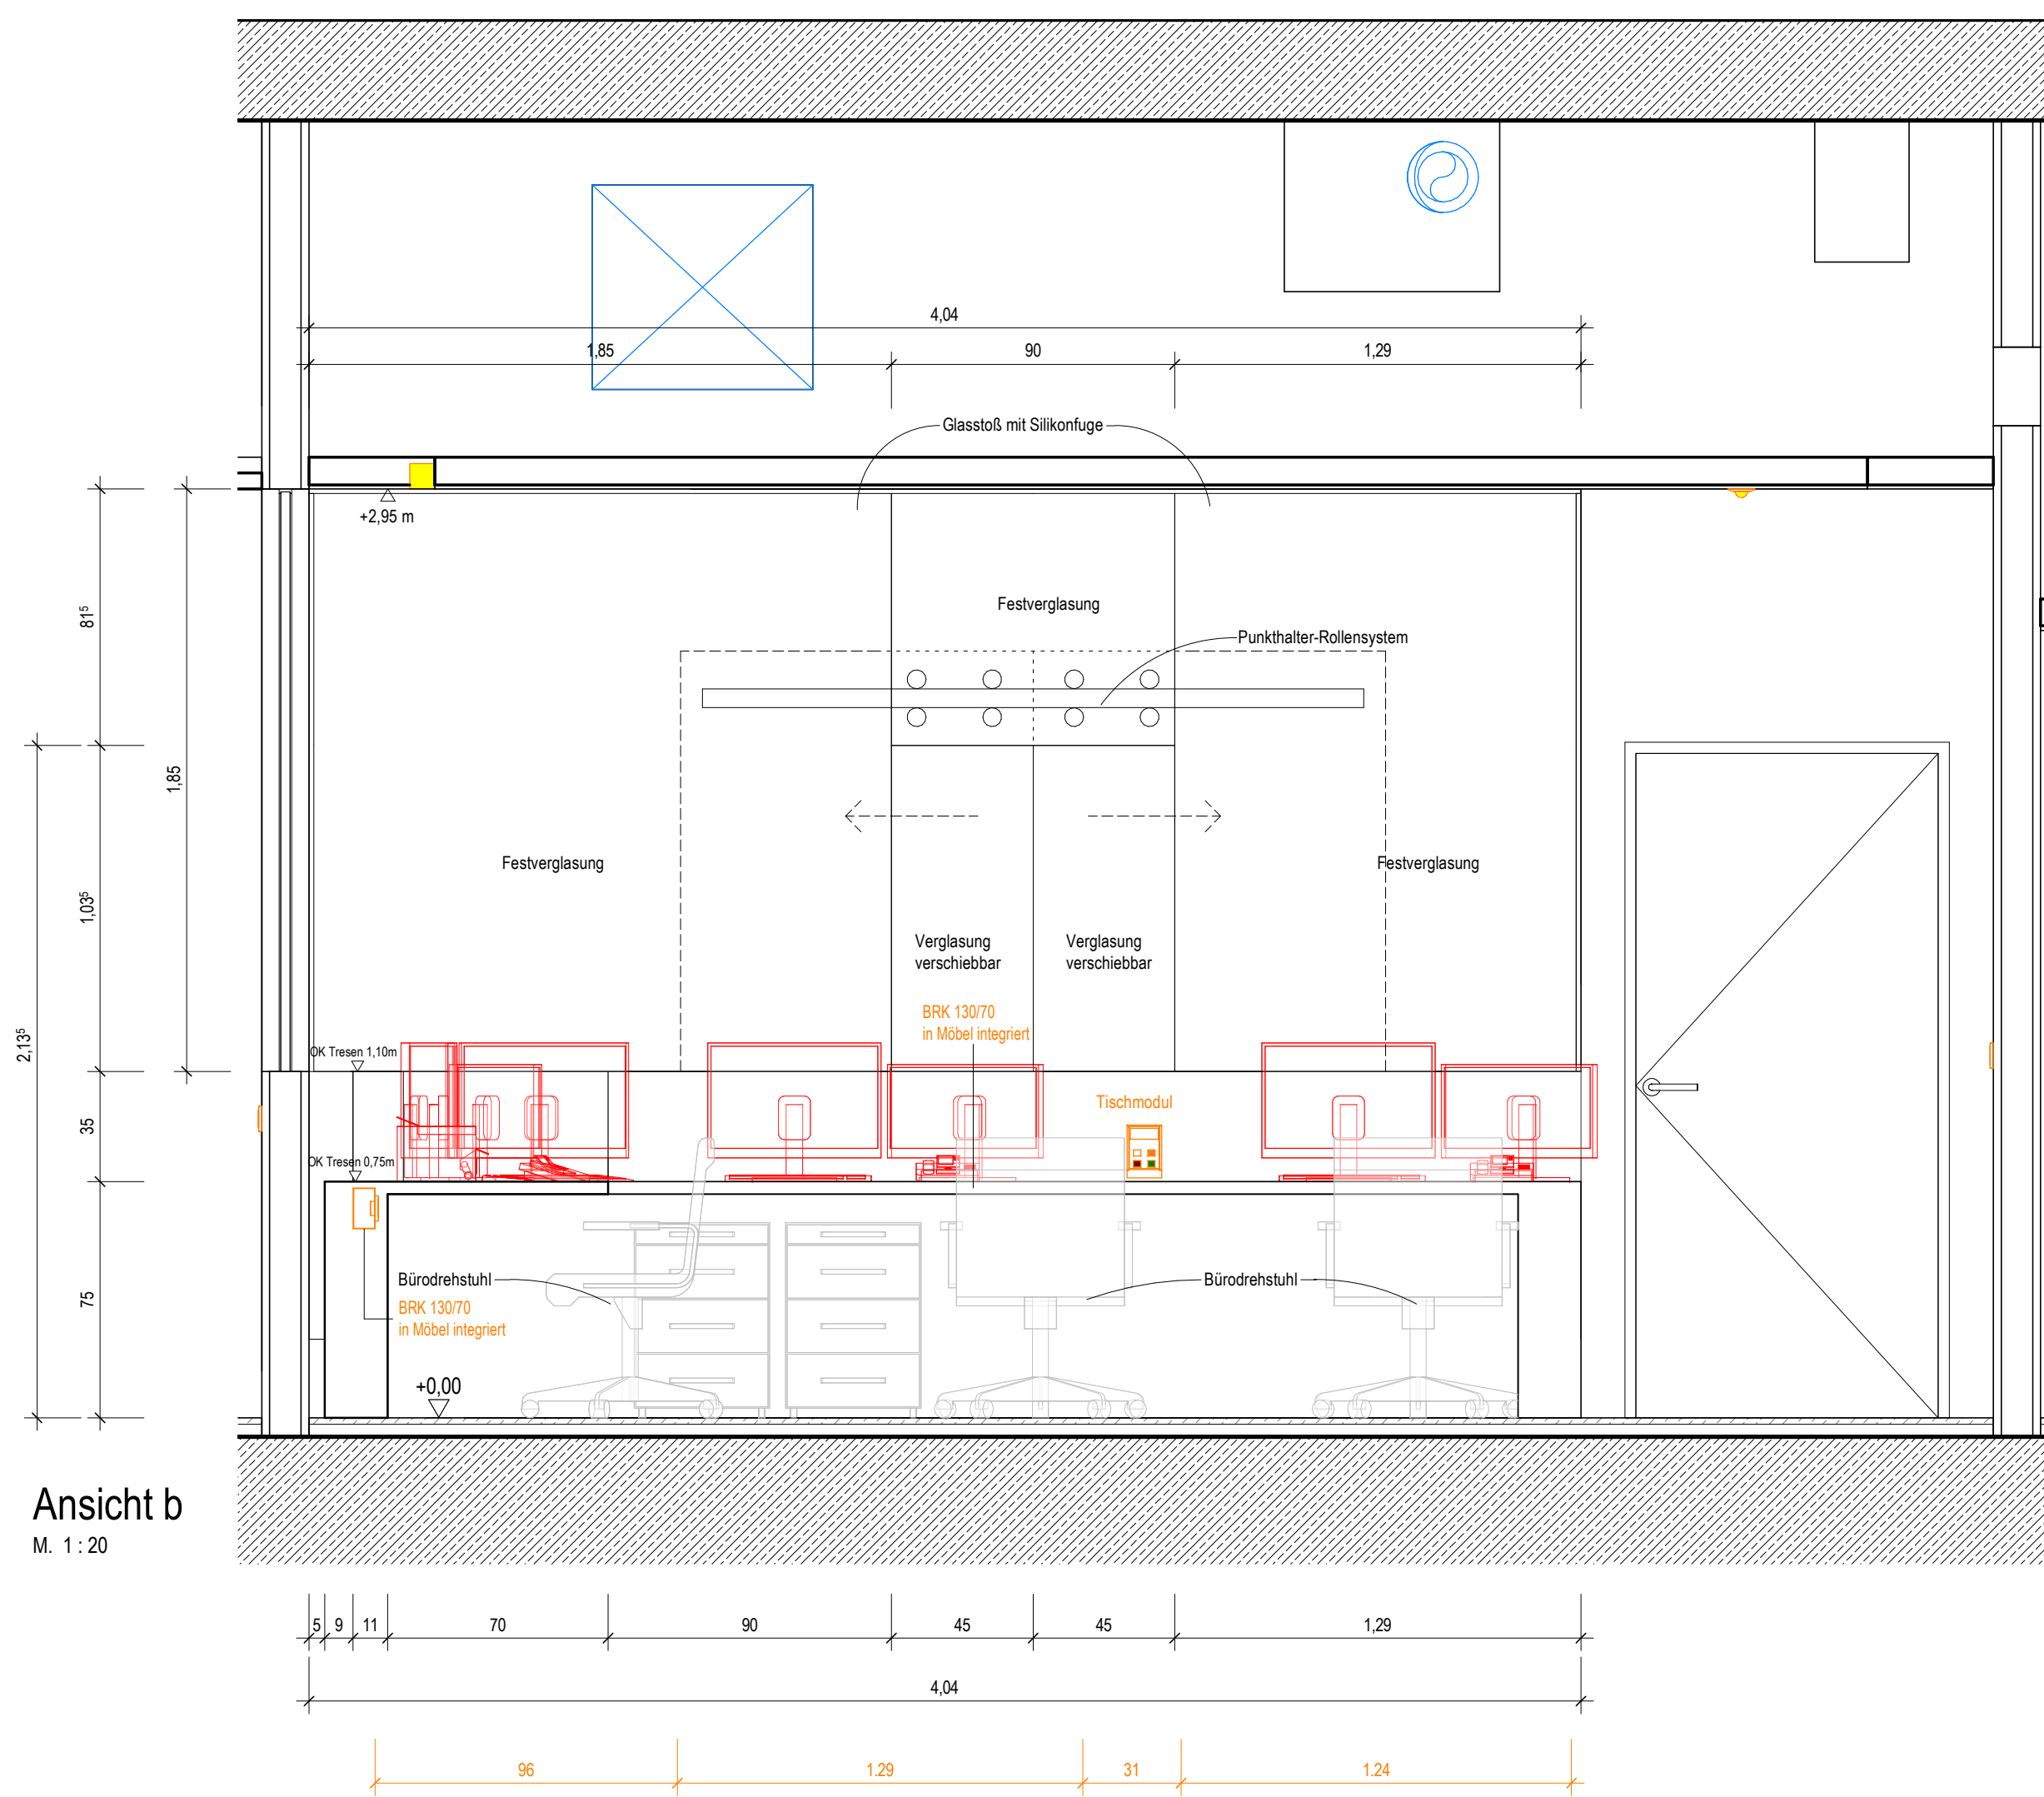 4,04
1,85 90 1,29
Glasstoß mit Silikonfuge
+2,95 m
81⁵
Festverglasung
Punkthalter-Rollensystem
1,85
Festverglasung
Festverglasung
1,03⁵
Verglasung
verschiebbar
Verglasung
verschiebbar
BRK 130/70
in Möbel integriert
2,13⁵
OK Tresen 1,10m
Tischmodul
35
OK Tresen 0,75m
75
Bürodrehstuhl
Bürodrehstuhl
BRK 130/70
in Möbel integriert
+0,00
Ansicht b
M. 1 : 20
5 9 11 70 90 45 45 1,29
4,04
96 1.29 31 1.24